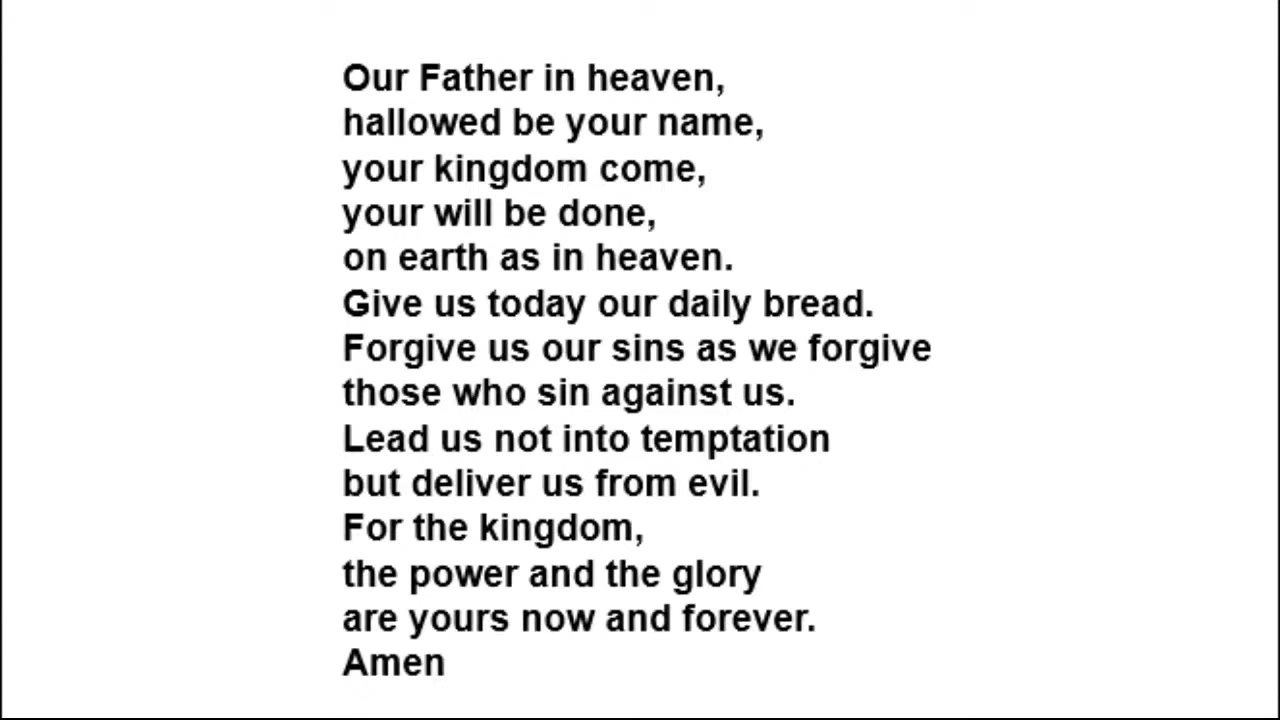 Our Father in heaven,
hallowed be your name,
your kingdom come,
your will be done,
on earth as in heaven.
Give us today our daily bread.
Forgive us our sins as we forgive
those who sin against us.
Lead us not into temptation
but deliver us from evil.
For the kingdom,
the power and the glory
are yours now and forever.
Amen